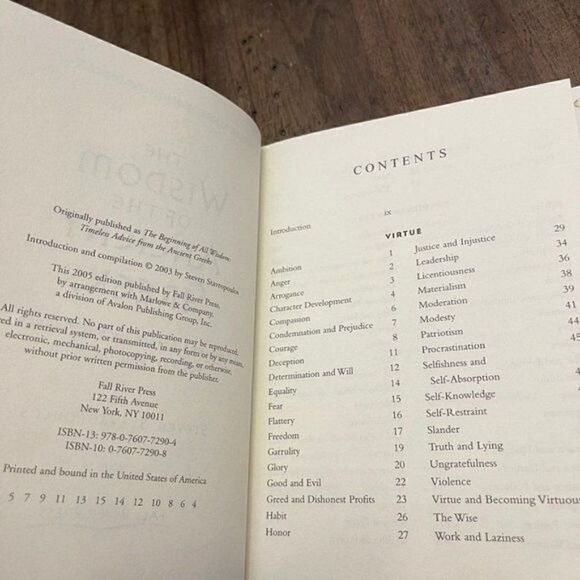 THE
WISDOM
OF THE
Originally published as The Beginning of All Wisdom:
Timeless Advice from the Ancient Greeks
Introduction and compilation © 2003 by Steven Stavropoulos
This 2005 edition published by Fall River Press,
by arrangement with Marlowe & Company,
a division of Avalon Publishing Group, Inc.
All rights reserved. No part of this publication may be reproduced,
in a retrieval system, or transmitted, in any form or by any means,
electronic, mechanical, photocopying, recording, or otherwise,
without prior written permission from the publisher.
Fall River Press
122 Fifth Avenue
New York, NY 10011
ISBN-13: 978-0-7607-7290-4
ISBN-10: 0-7607-7290-8
Printed and bound in the United States of America
5 7 9 11 13 15 14 12 10 8 6 4
CONTENTS
Introduction ix
VIRTUE
Ambition 1
Anger 2
Arrogance 3
Character Development 4
Compassion 6
Condemnation and Prejudice 7
Courage 8
Deception 11
Determination and Will 12
Equality 14
Fear 15
Flattery 16
Freedom 17
Garrulity 19
Glory 20
Good and Evil 22
Greed and Dishonest Profits 23
Habit 26
Honor 27
Justice and Injustice 29
Leadership 34
Licentiousness 36
Materialism 38
Moderation 39
Modesty 41
Patriotism
Procrastination 45
Selfishness and
Self-Absorption
Self-Knowledge
Self-Restraint
Slander
Truth and Lying
Ungratefulness
Violence
Virtue and Becoming Virtuous
The Wise
Work and Laziness